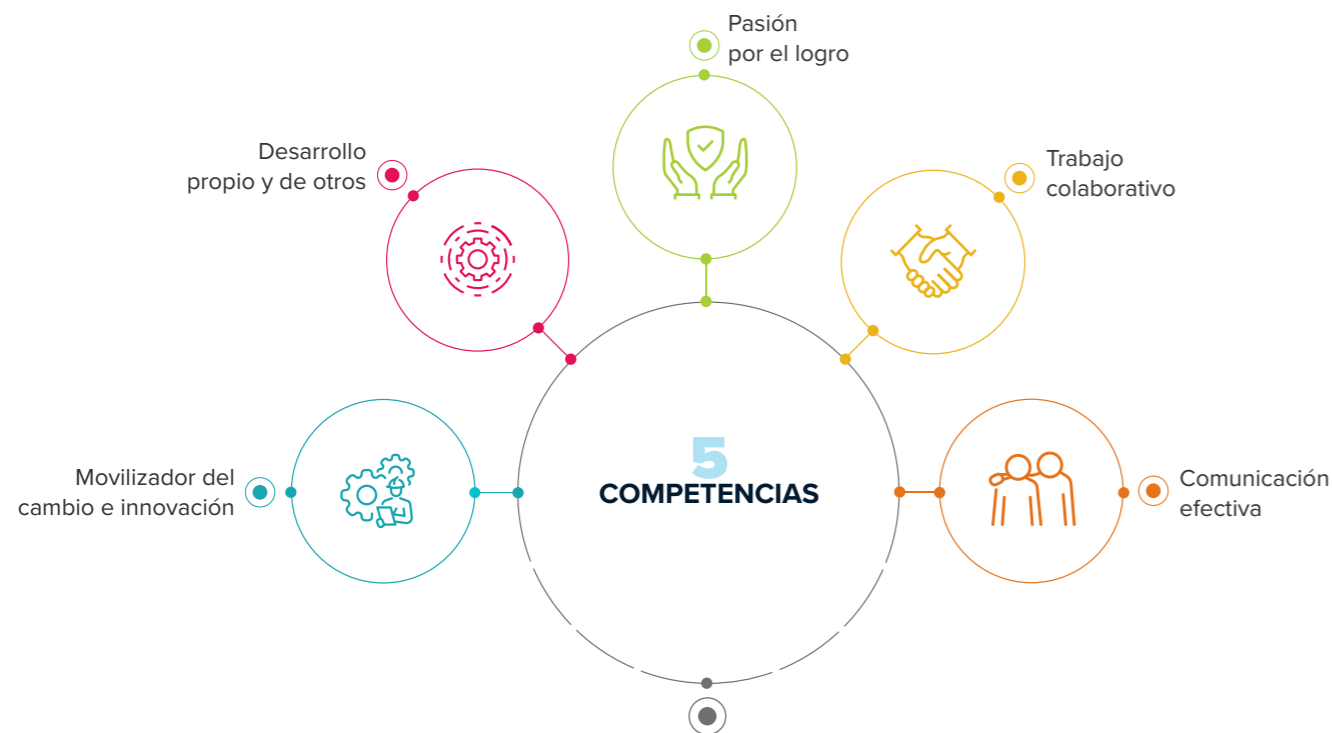 Pasión
por el logro
Desarrollo
propio y de otros
Trabajo
colaborativo
Movilizador del
cambio e innovación
5
COMPETENCIAS
Comunicación
efectiva